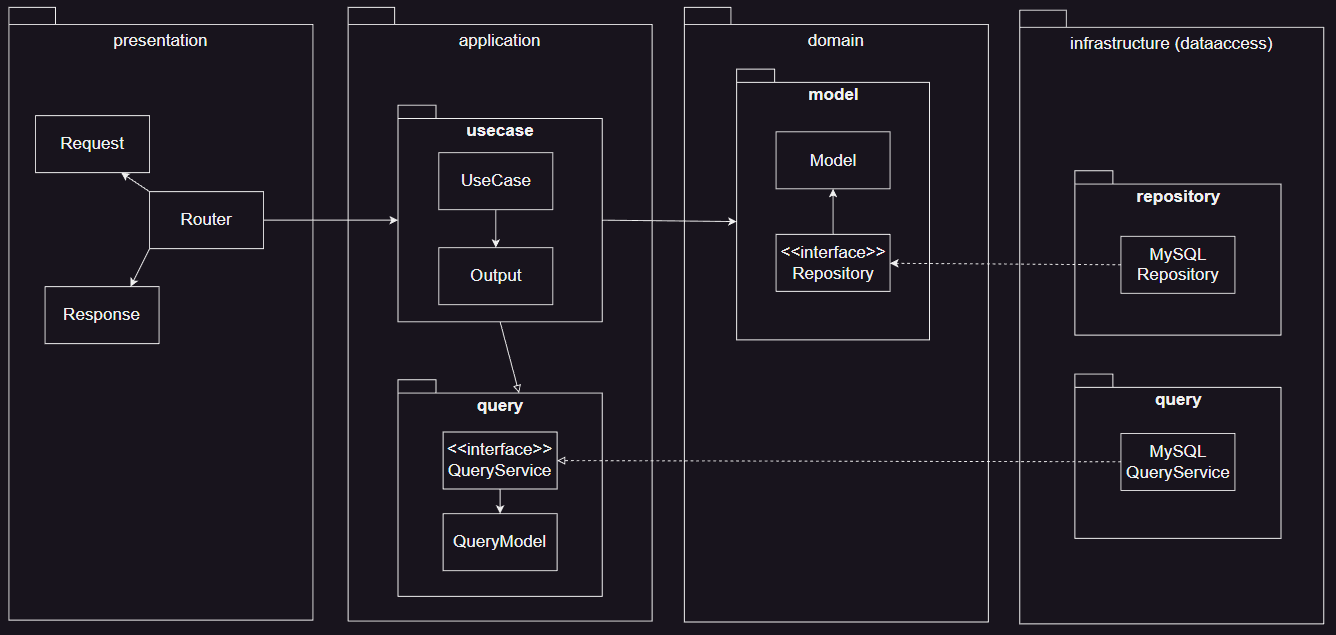 presentation
Request
Router
Response
application
usecase
UseCase
Output
query
<<interface>>
QueryService
QueryModel
domain
model
Model
<<interface>>
Repository
infrastructure (dataaccess)
repository
MySQL
Repository
query
MySQL
QueryService